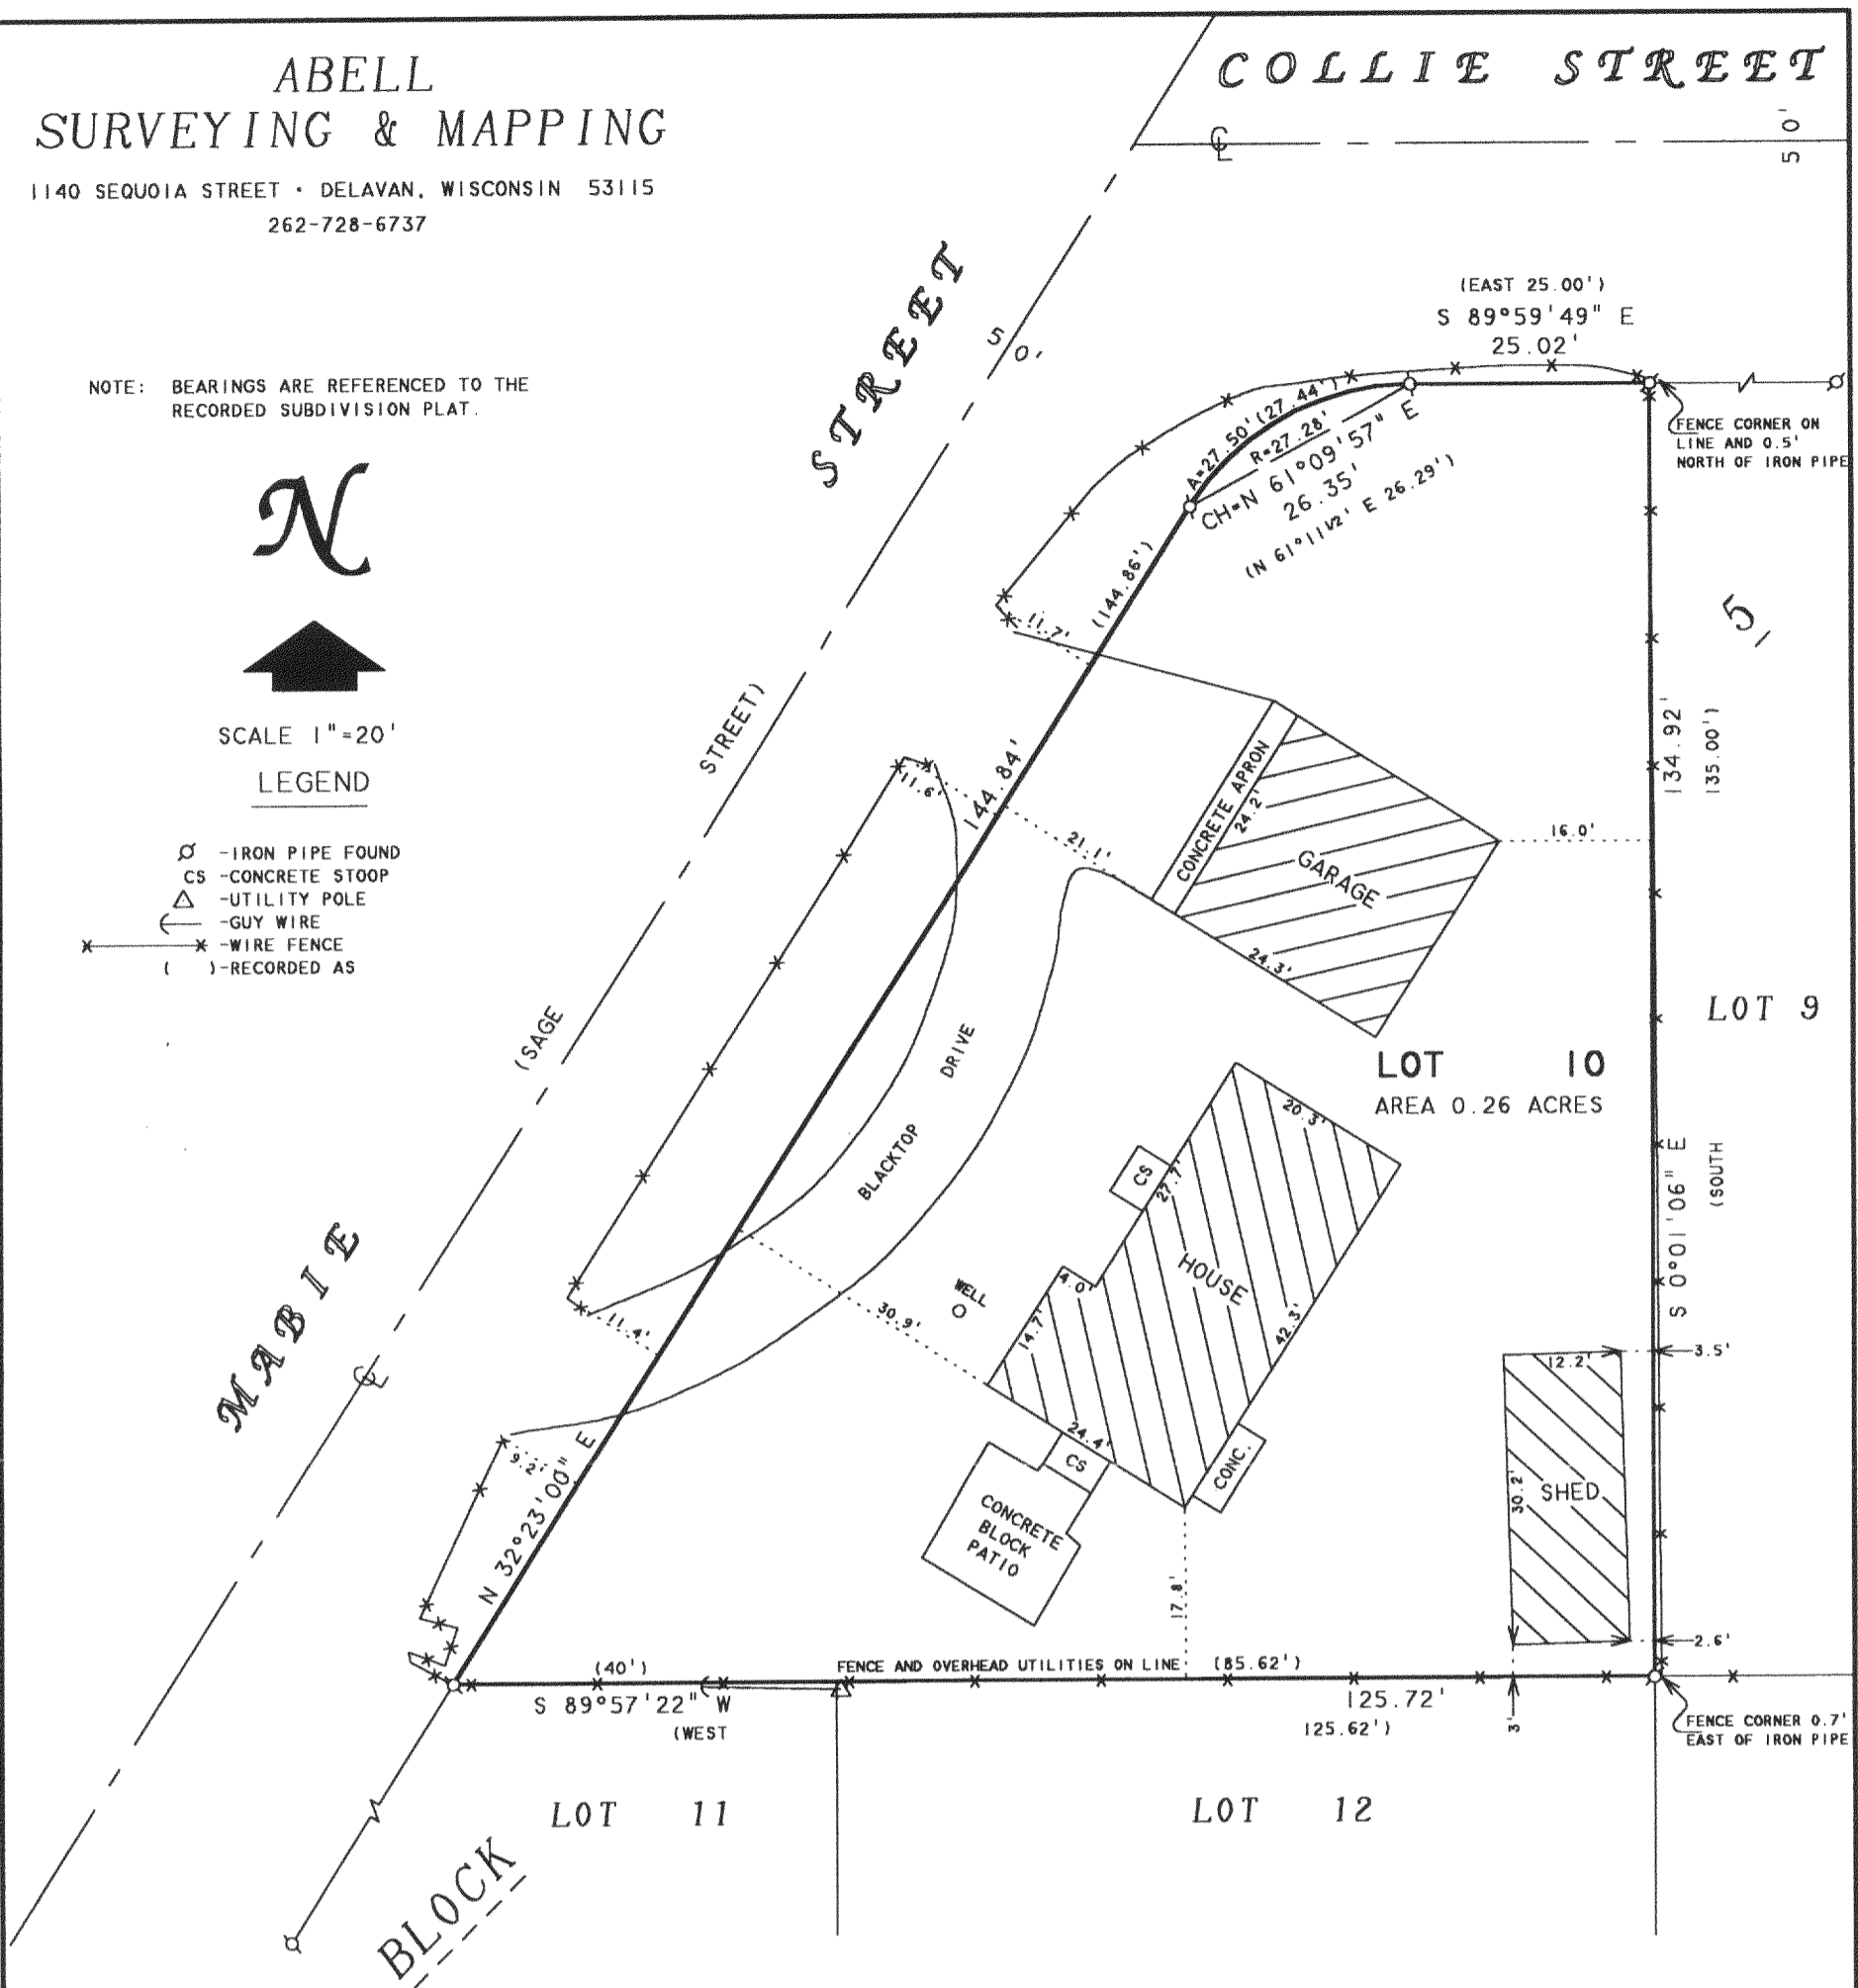 ABELL
SURVEYING & MAPPING
1140 SEQUOIA STREET · DELAVAN, WISCONSIN 53115
262-728-6737
COLLIE STREET
℄
50'
NOTE: BEARINGS ARE REFERENCED TO THE
RECORDED SUBDIVISION PLAT.
N
SCALE 1"=20'
LEGEND
-IRON PIPE FOUND
CS -CONCRETE STOOP
-UTILITY POLE
-GUY WIRE
-WIRE FENCE
( )-RECORDED AS
MABIE STREET
50'
(SAGE STREET)
℄
(EAST 25.00')
S 89°59'49" E
25.02'
FENCE CORNER ON
LINE AND 0.5'
NORTH OF IRON PIPE
A=27.50'(27.44')
R=27.28'
CH=N 61°09'57" E
26.35'
(N 61°11 1/2' E 26.29')
(144.86')
144.84'
N 32°23'00" E
11.7'
11.6'
21.1'
CONCRETE APRON
24.2'
GARAGE
24.3'
16.0'
134.92'
135.00')
S 0°01'06" E
(SOUTH
5
LOT 9
LOT 10
AREA 0.26 ACRES
BLACKTOP DRIVE
20.3'
CS
27.7'
HOUSE
4.0'
14.7'
42.3'
24.4'
WELL
30.9'
11.4'
9.2'
CS
CONC.
CONCRETE
BLOCK
PATIO
17.8'
12.2'
3.5'
30.2'
SHED
2.6'
3'
(40')
FENCE AND OVERHEAD UTILITIES ON LINE
(85.62')
S 89°57'22" W
125.72'
(WEST
125.62')
FENCE CORNER 0.7'
EAST OF IRON PIPE
LOT 11
LOT 12
BLOCK